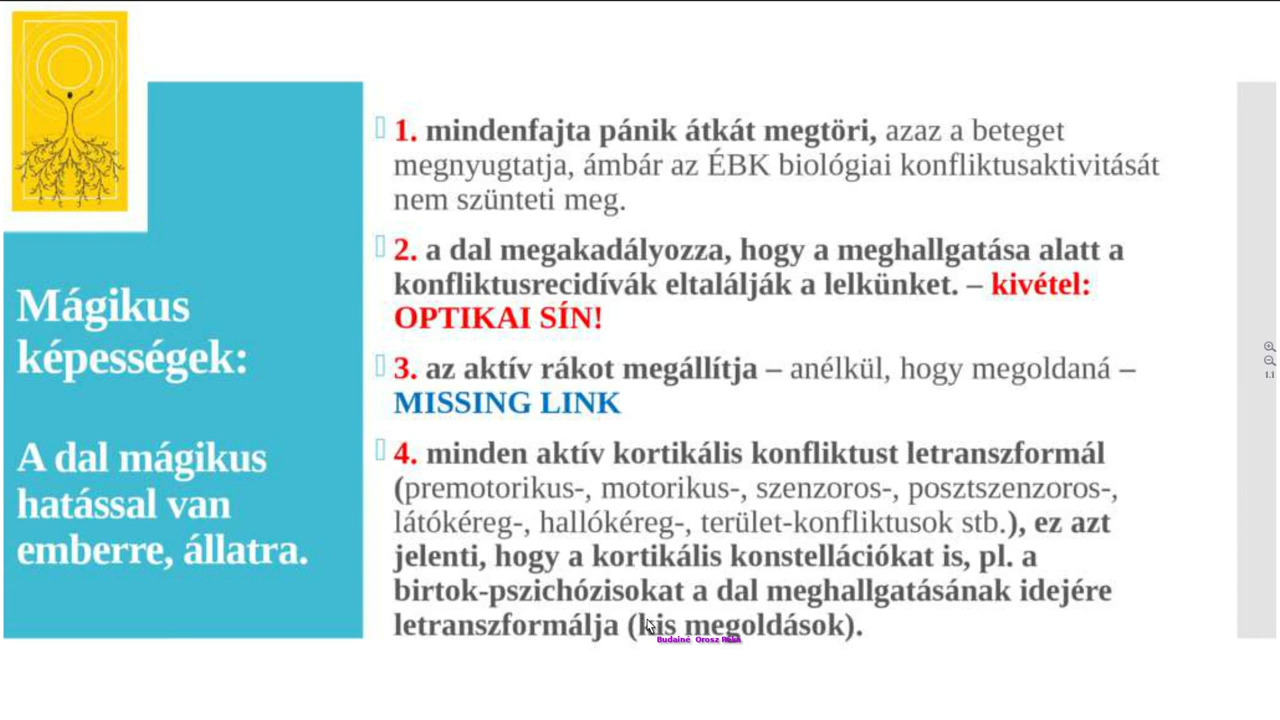 Mágikus
képességek:
A dal mágikus
hatással van
emberre, állatra.
1. mindenfajta pánik átkát megtöri, azaz a beteget
megnyugtatja, ámbár az ÉBK biológiai konfliktusaktivitását
nem szünteti meg.
2. a dal megakadályozza, hogy a meghallgatása alatt a
konfliktusrecidívák eltalálják a lelkünket. – kivétel:
OPTIKAI SÍN!
3. az aktív rákot megállítja – anélkül, hogy megoldaná –
MISSING LINK
4. minden aktív kortikális konfliktust letranszformál
(premotorikus-, motorikus-, szenzoros-, posztszenzoros-,
látókéreg-, hallókéreg-, terület-konfliktusok stb.), ez azt
jelenti, hogy a kortikális konstellációkat is, pl. a
birtok-pszichózisokat a dal meghallgatásának idejére
letranszformálja (kis megoldások).
Budainé Orosz
1.1